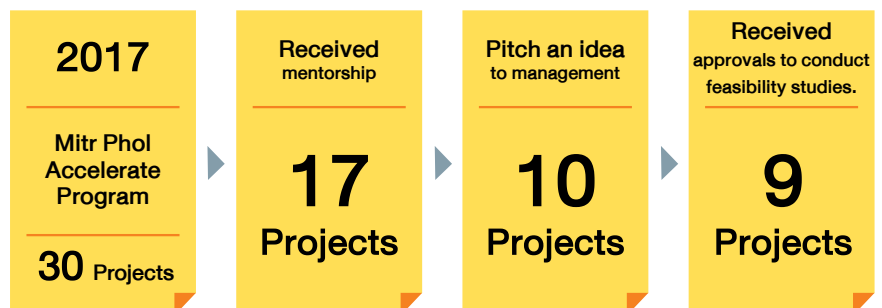 2017
Mitr Phol
Accelerate
Program
30 Projects
Received
mentorship
17
Projects
Pitch an idea
to management
10
Projects
Received
approvals to conduct
feasibility studies.
9
Projects